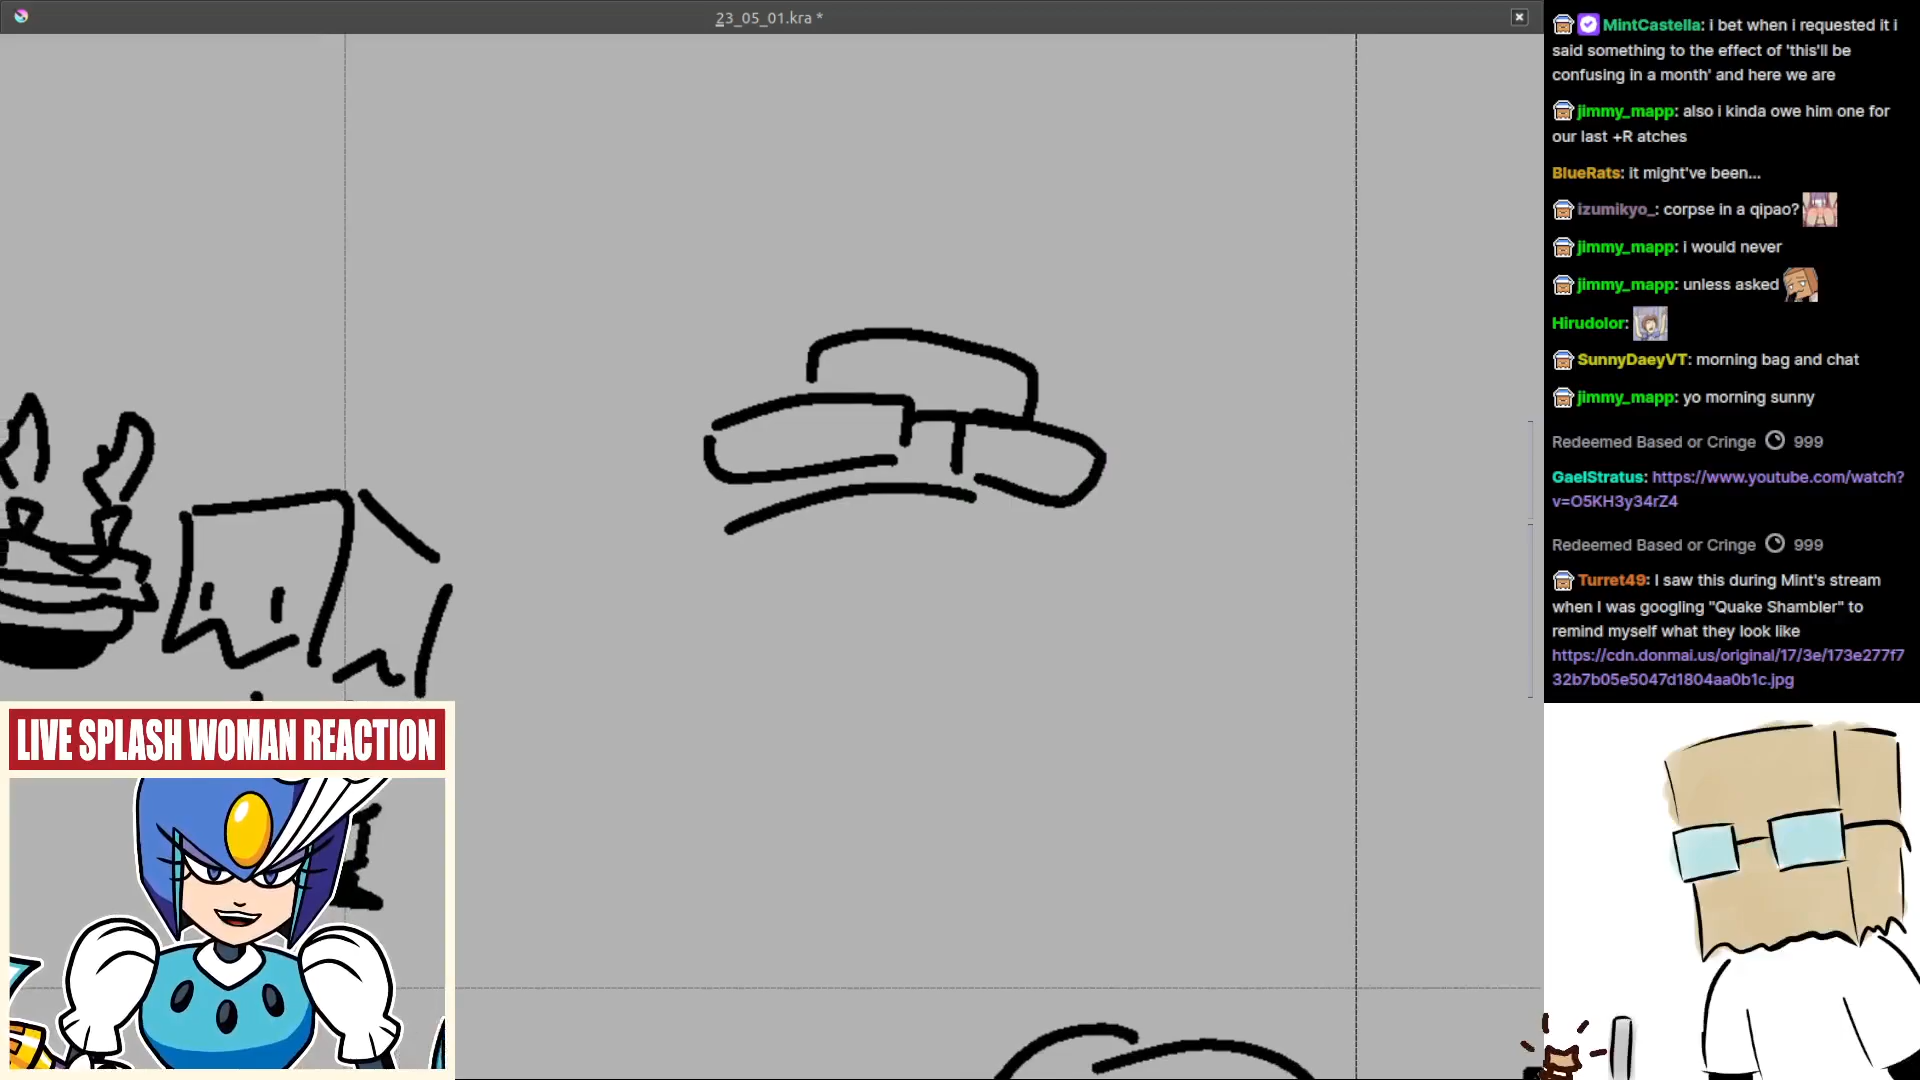 23_05_01.kra *
MintCastella: i bet when i requested it i
said something to the effect of 'this'll be
confusing in a month' and here we are
jimmy_mapp: also i kinda owe him one for
our last +R atches
BlueRats: it might've been...
izumikyo_: corpse in a qipao?
jimmy_mapp: i would never
jimmy_mapp: unless asked
Hirudolor:
SunnyDaeyVT: morning bag and chat
jimmy_mapp: yo morning sunny
Redeemed Based or Cringe 999
GaelStratus: https://www.youtube.com/watch?
v=O5KH3y34rZ4
Redeemed Based or Cringe 999
Turret49: I saw this during Mint's stream
when I was googling "Quake Shambler" to
remind myself what they look like
https://cdn.donmai.us/original/17/3e/173e277f7
32b7b05e5047d1804aa0b1c.jpg
LIVE SPLASH WOMAN REACTION